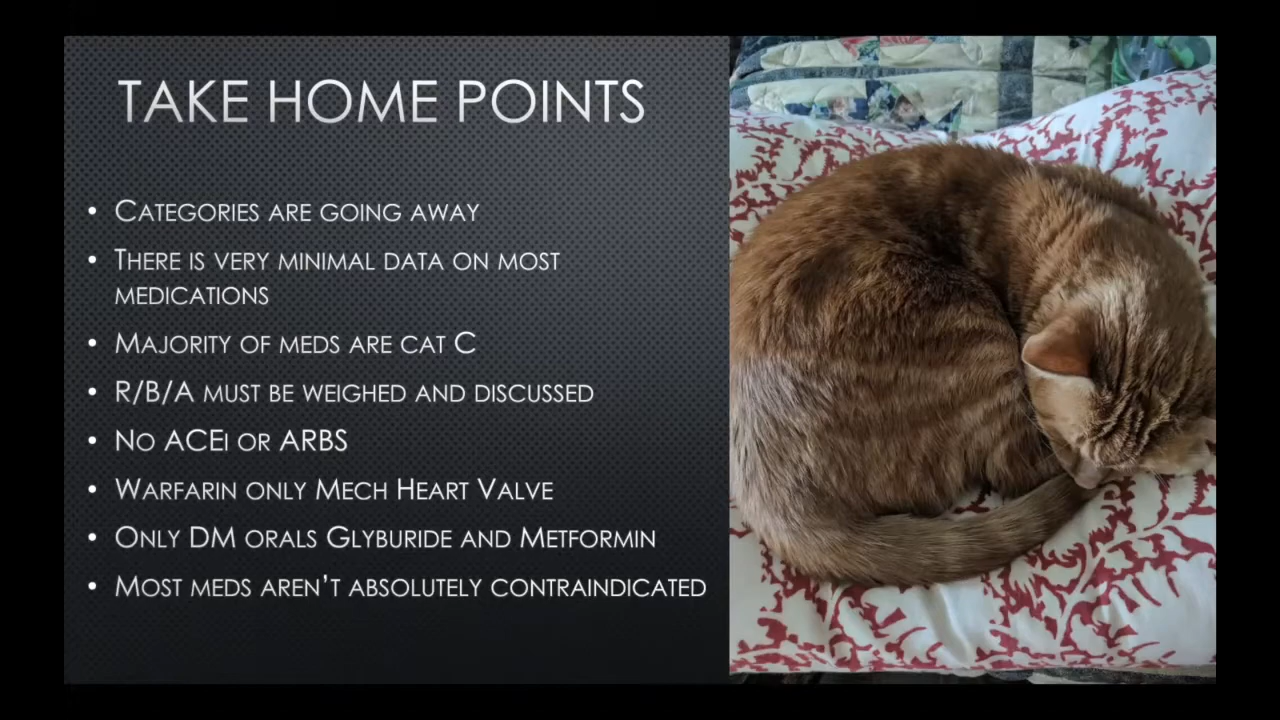 TAKE HOME POINTS
• CATEGORIES ARE GOING AWAY
• THERE IS VERY MINIMAL DATA ON MOST
MEDICATIONS
• MAJORITY OF MEDS ARE CAT C
• R/B/A MUST BE WEIGHED AND DISCUSSED
• NO ACEI OR ARBS
• WARFARIN ONLY MECH HEART VALVE
• ONLY DM ORALS GLYBURIDE AND METFORMIN
• MOST MEDS AREN'T ABSOLUTELY CONTRAINDICATED